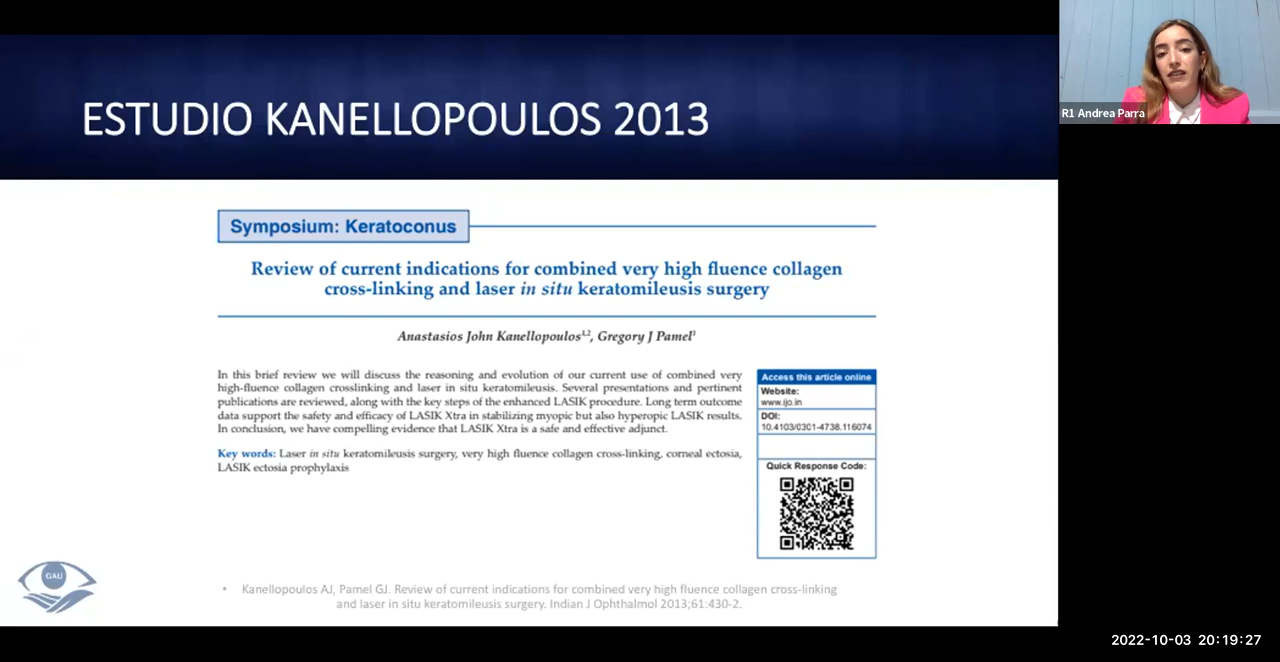 ESTUDIO KANELLOPOULOS 2013
R1 Andrea Parra
Symposium: Keratoconus
Review of current indications for combined very high fluence collagen
cross-linking and laser in situ keratomileusis surgery
Anastasios John Kanellopoulos1,2, Gregory J Pamel3
In this brief review we will discuss the reasoning and evolution of our current use of combined very
high-fluence collagen crosslinking and laser in situ keratomileusis. Several presentations and pertinent
publications are reviewed, along with the key steps of the enhanced LASIK procedure. Long term outcome
data support the safety and efficacy of LASIK Xtra in stabilizing myopic but also hyperopic LASIK results.
In conclusion, we have compelling evidence that LASIK Xtra is a safe and effective adjunct.
Key words: Laser in situ keratomileusis surgery, very high fluence collagen cross-linking, corneal ectosia,
LASIK ectosia prophylaxis
Access this article online
Website:
www.ijo.in
DOI:
10.4103/0301-4738.116074
Quick Response Code:
GAU
• Kanellopoulos AJ, Pamel GJ. Review of current indications for combined very high fluence collagen cross-linking
and laser in situ keratomileusis surgery. Indian J Ophthalmol 2013;61:430-2.
2022-10-03 20:19:27